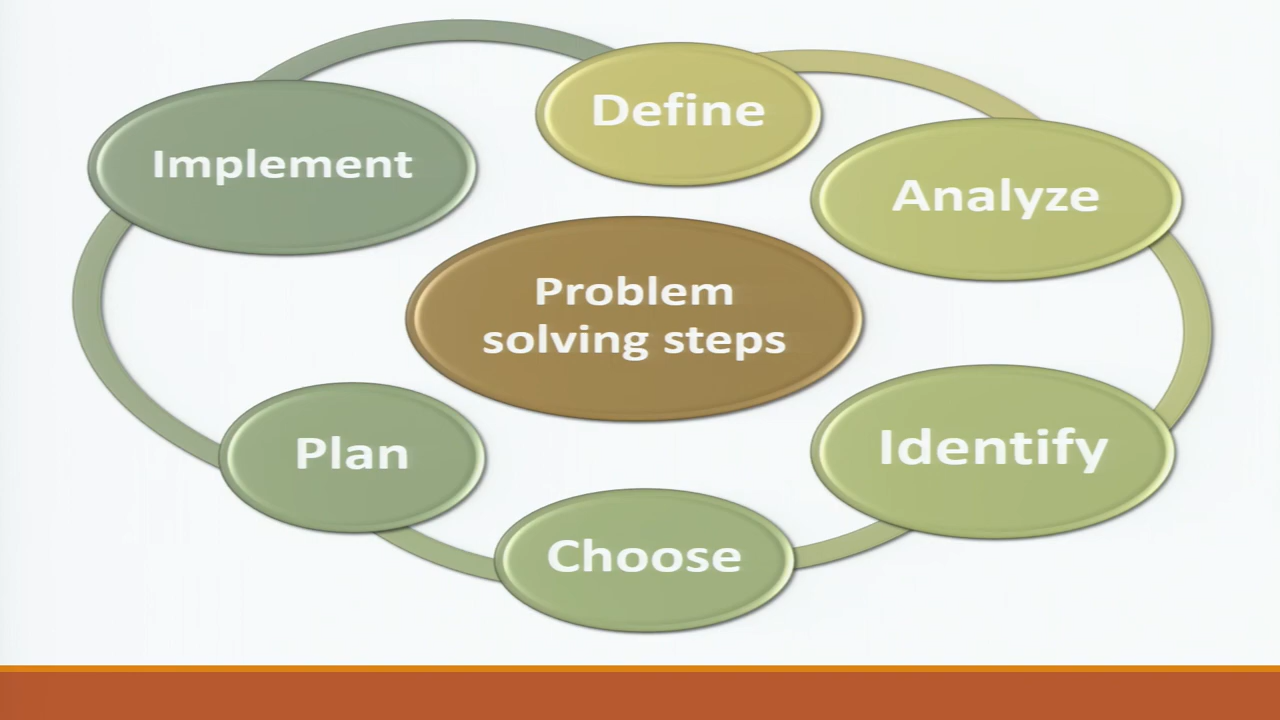 Define
Analyze
Identify
Choose
Plan
Implement
Problem
solving steps